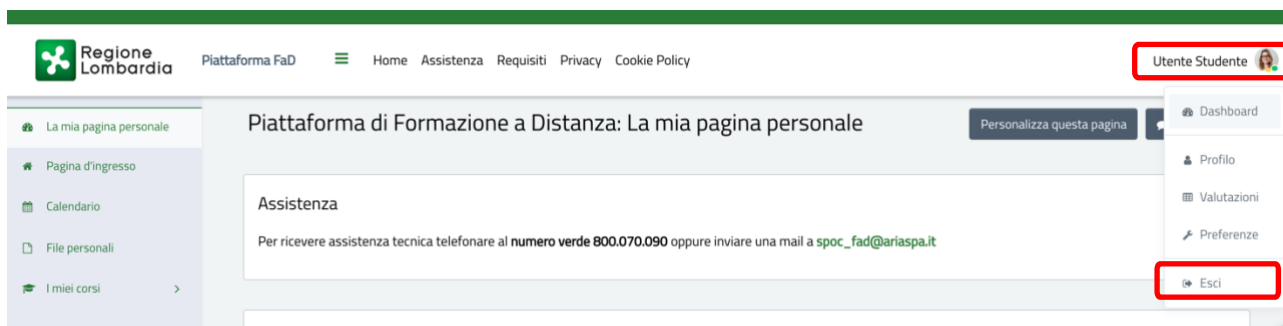 Regione
Lombardia
Piattaforma FaD
Home Assistenza Requisiti Privacy Cookie Policy
Utente Studente
La mia pagina personale
Pagina d'ingresso
Calendario
File personali
I miei corsi
Piattaforma di Formazione a Distanza: La mia pagina personale
Personalizza questa pagina
Assistenza
Per ricevere assistenza tecnica telefonare al numero verde 800.070.090 oppure inviare una mail a spoc_fad@ariaspa.it
Dashboard
Profilo
Valutazioni
Preferenze
Esci